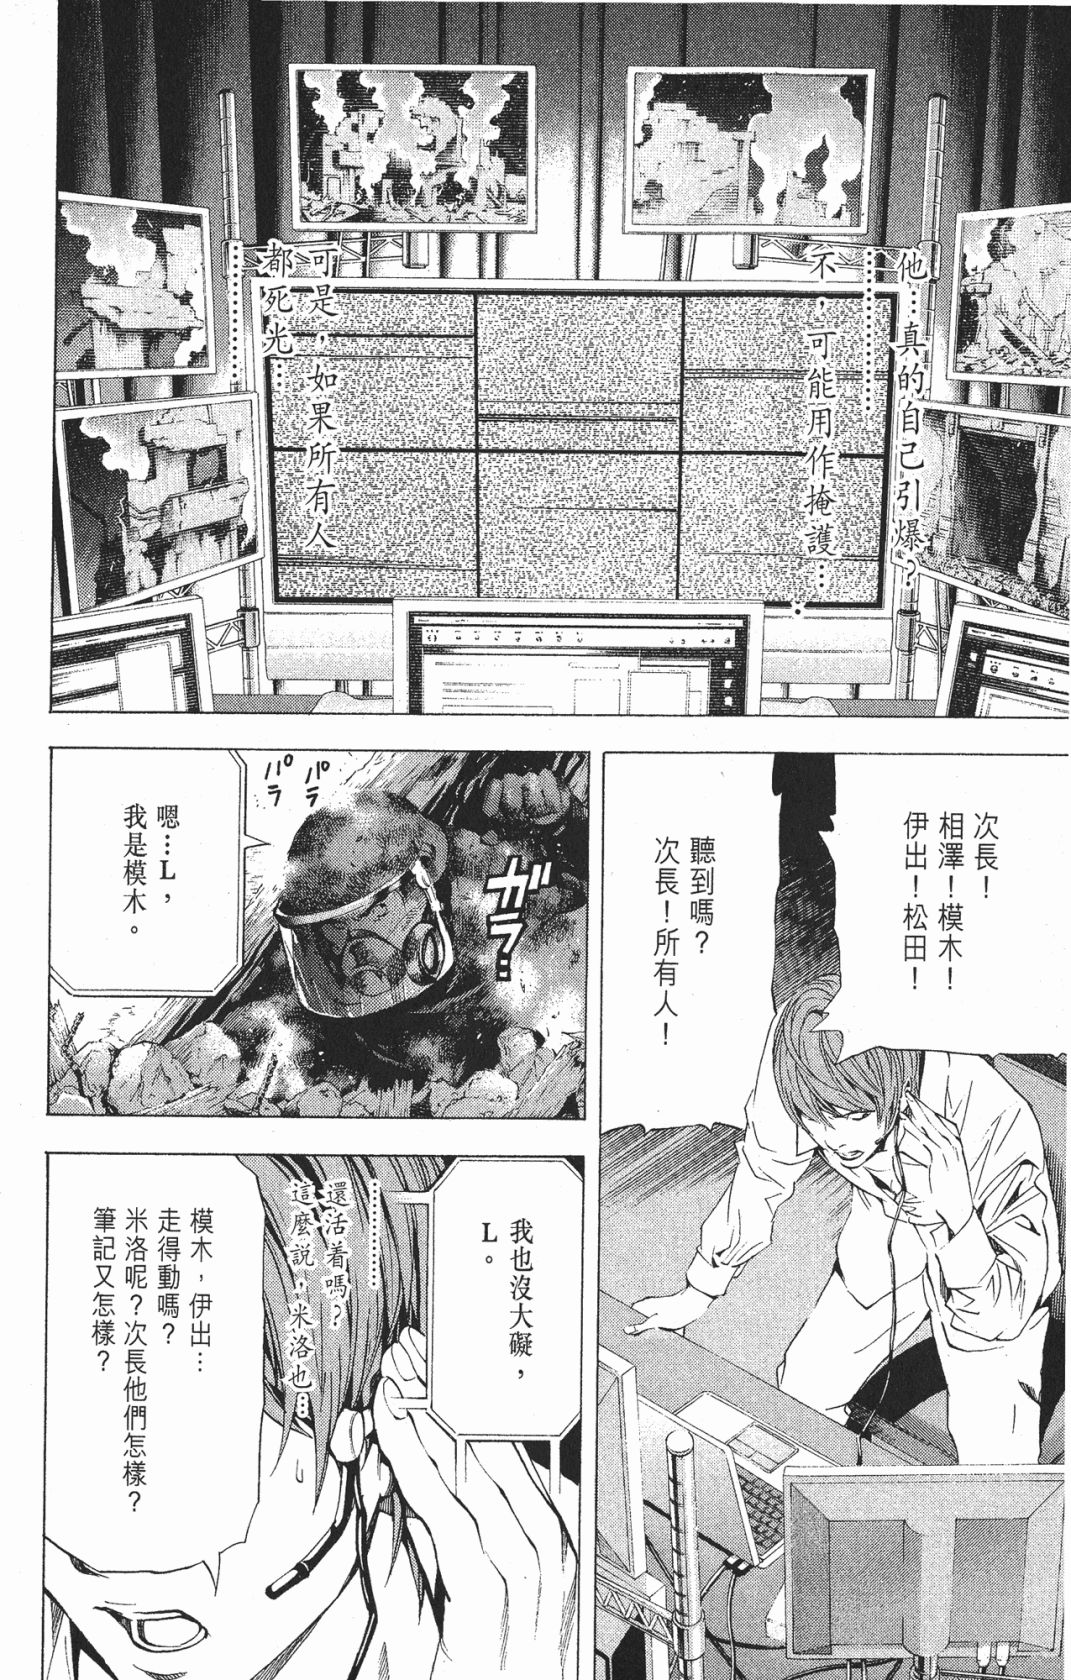 他…真的自己引爆？
………………
不，可能用作掩護…
可是，如果所有人
都死光…
………………
次長！
相澤！模木！
伊出！松田！
聽到嗎？
次長！所有人！
ガラ…
パラ
パラ
嗯…L，
我是模木。
我也沒大礙，
L。
…………
還活着嗎？
這麼說，米洛也…
模木，伊出…
走得動嗎？
米洛呢？次長他們怎樣？
筆記又怎樣？